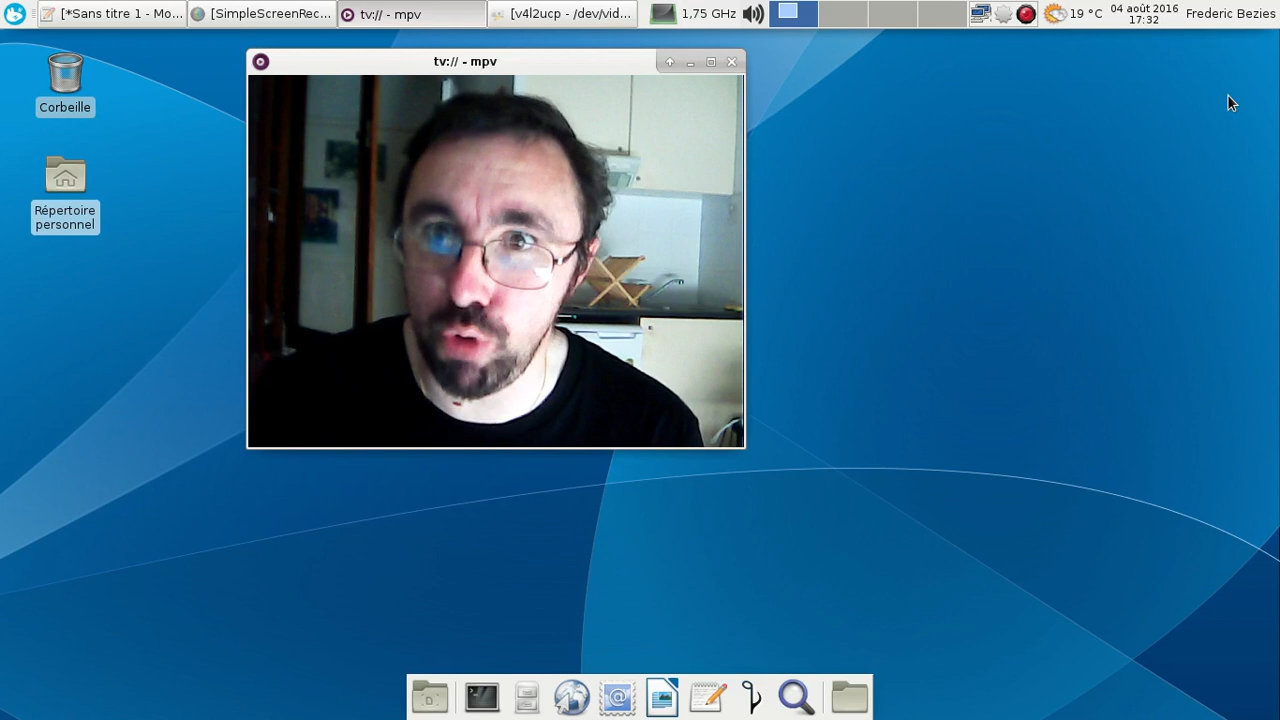 [*Sans titre 1 - Mo...
[SimpleScreenRec...
tv:// - mpv
[v4l2ucp - /dev/vid...
1,75 GHz
19 °C
04 août 2016
17:32
Frederic Bezies
tv:// - mpv
Corbeille
Répertoire
personnel